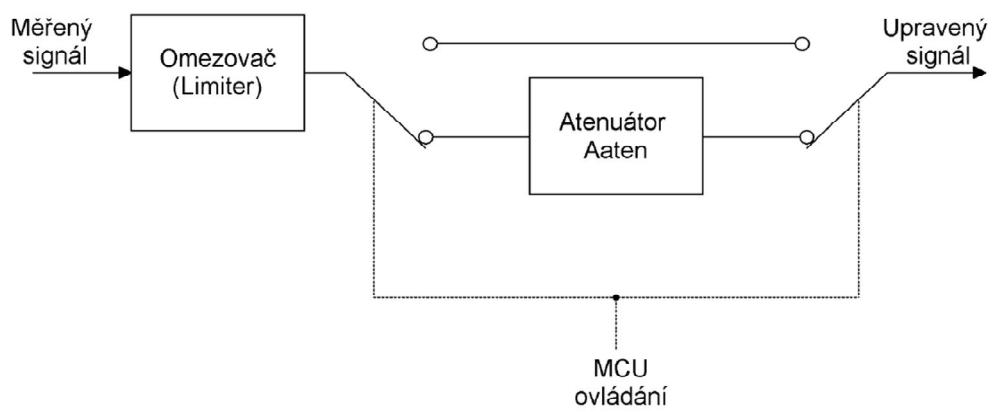 Měřený
signál
Omezovač
(Limiter)
Atenuátor
Aaten
Upravený
signál
MCU
ovládání